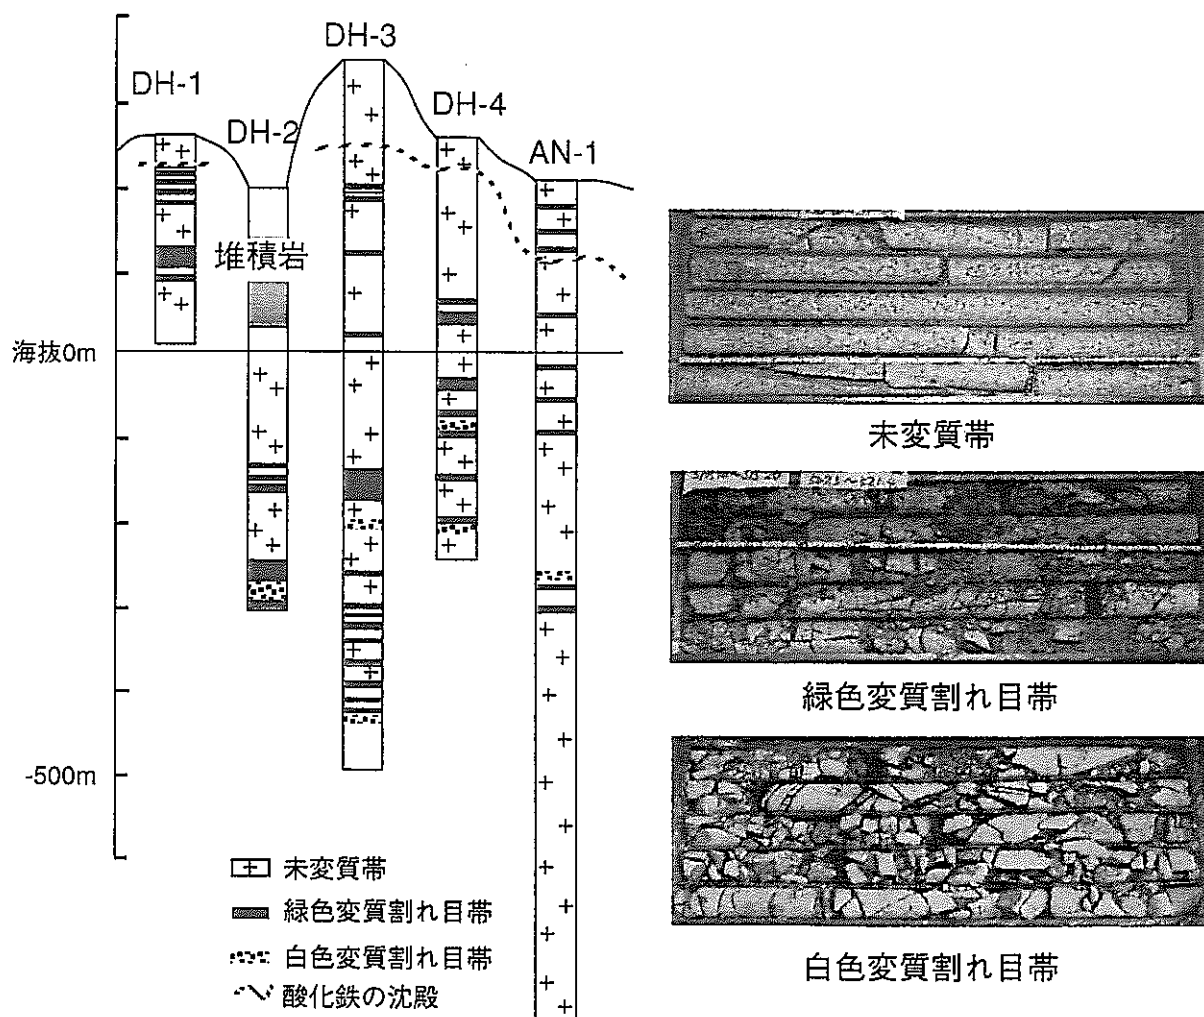 DH-3
DH-1
DH-4
DH-2
AN-1
堆積岩
海抜0m
未変質帯
緑色変質割れ目帯
-500m
未変質帯
緑色変質割れ目帯
白色変質割れ目帯
白色変質割れ目帯
酸化鉄の沈殿